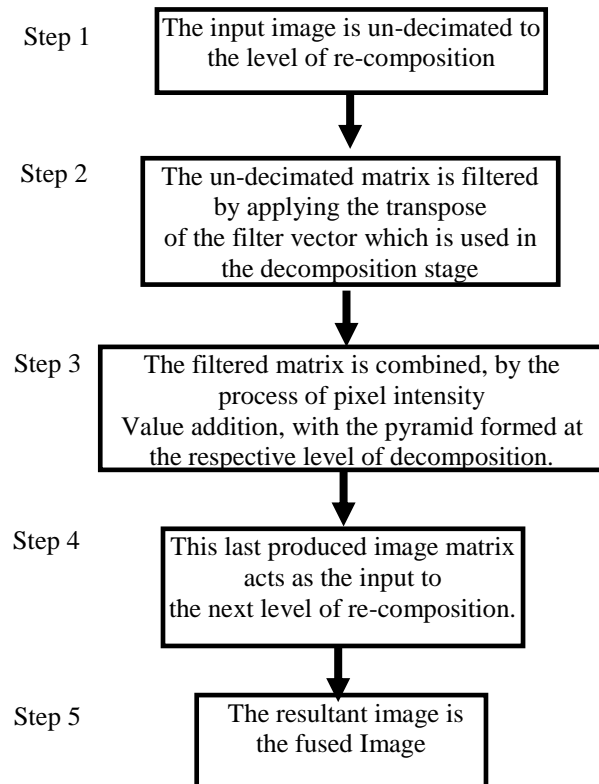 Step 1
The input image is un-decimated to
the level of re-composition
Step 2
The un-decimated matrix is filtered
by applying the transpose
of the filter vector which is used in
the decomposition stage
Step 3
The filtered matrix is combined, by the
process of pixel intensity
Value addition, with the pyramid formed at
the respective level of decomposition.
Step 4
This last produced image matrix
acts as the input to
the next level of re-composition.
Step 5
The resultant image is
the fused Image